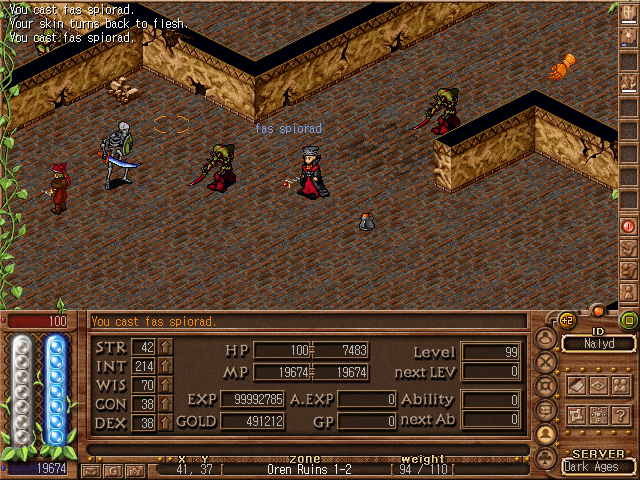 You cast fas spiorad.
Your skin turns back to flesh.
You cast fas spiorad.
fas spiorad
100
You cast fas spiorad.
STR 42
INT 214
WIS 70
CON 38
DEX 38
HP 100 7483
MP 19674 19674
EXP 99992785
A.EXP 0
GOLD 491212
GP 0
Level 99
next LEV 0
Ability 0
next Ab 0
+2
ID
Nalyd
?
SERVER
Dark Ages
19674
G
x y zone weight
41, 37 Oren Ruins 1-2 94 / 110